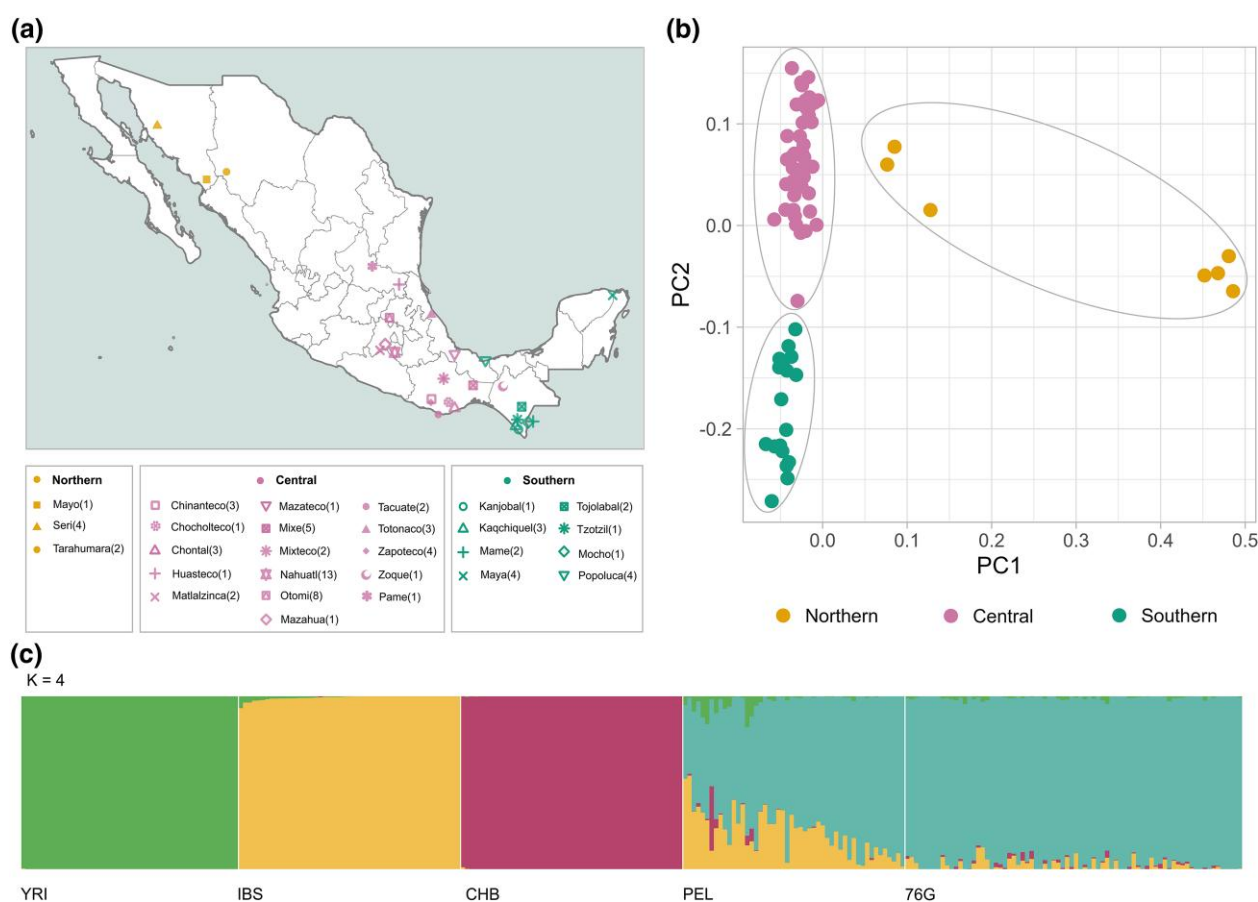 (a)
Northern
Mayo(1)
Seri(4)
Tarahumara(2)
Central
Chinanteco(3)
Chocholteco(1)
Chontal(3)
Huasteco(1)
Matlalzinca(2)
Mazateco(1)
Mixe(5)
Mixteco(2)
Nahuatl(13)
Otomi(8)
Mazahua(1)
Tacuate(2)
Totonaco(3)
Zapoteco(4)
Zoque(1)
Pame(1)
Southern
Kanjobal(1)
Kaqchiquel(3)
Mame(2)
Maya(4)
Tojolabal(2)
Tzotzil(1)
Mocho(1)
Popoluca(4)
(b)
PC2
0.1
0.0
-0.1
-0.2
0.0 0.1 0.2 0.3 0.4 0.5
PC1
Northern Central Southern
(c)
K = 4
YRI IBS CHB PEL 76G